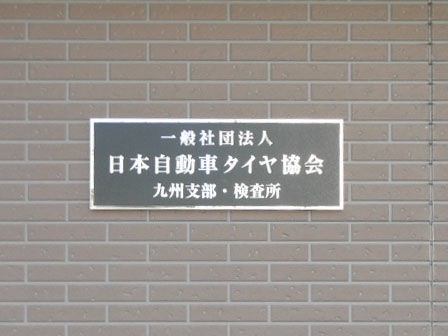 一般社団法人
日本自動車タイヤ協会
九州支部・検査所